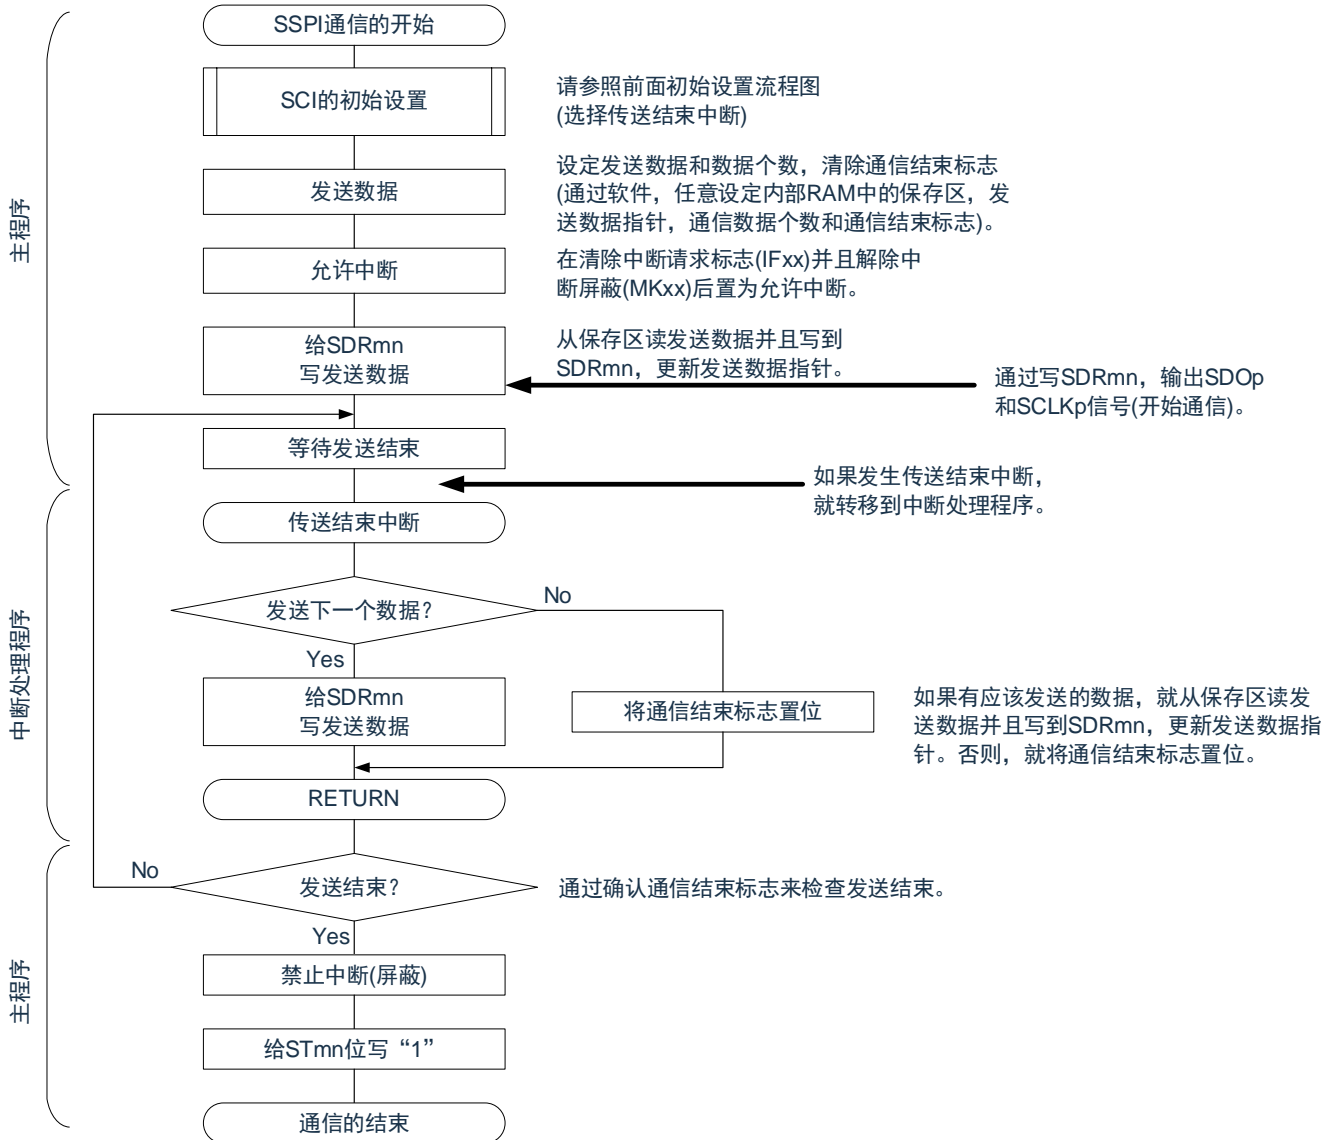 SSPI通信的开始
SCI的初始设置
请参照前面初始设置流程图
(选择传送结束中断)
主程序
发送数据
设定发送数据和数据个数，清除通信结束标志
(通过软件，任意设定内部RAM中的保存区，发
送数据指针，通信数据个数和通信结束标志)。
允许中断
在清除中断请求标志(IFxx)并且解除中
断屏蔽(MKxx)后置为允许中断。
给SDRmn
写发送数据
从保存区读发送数据并且写到
SDRmn，更新发送数据指针。
通过写SDRmn，输出SDOp
和SCLKp信号(开始通信)。
等待发送结束
如果发生传送结束中断，
就转移到中断处理程序。
传送结束中断
中断处理程序
发送下一个数据？
No
Yes
给SDRmn
写发送数据
将通信结束标志置位
如果有应该发送的数据，就从保存区读发
送数据并且写到SDRmn，更新发送数据指
针。否则，就将通信结束标志置位。
RETURN
No
发送结束？
通过确认通信结束标志来检查发送结束。
Yes
主程序
禁止中断(屏蔽)
给STmn位写“1”
通信的结束